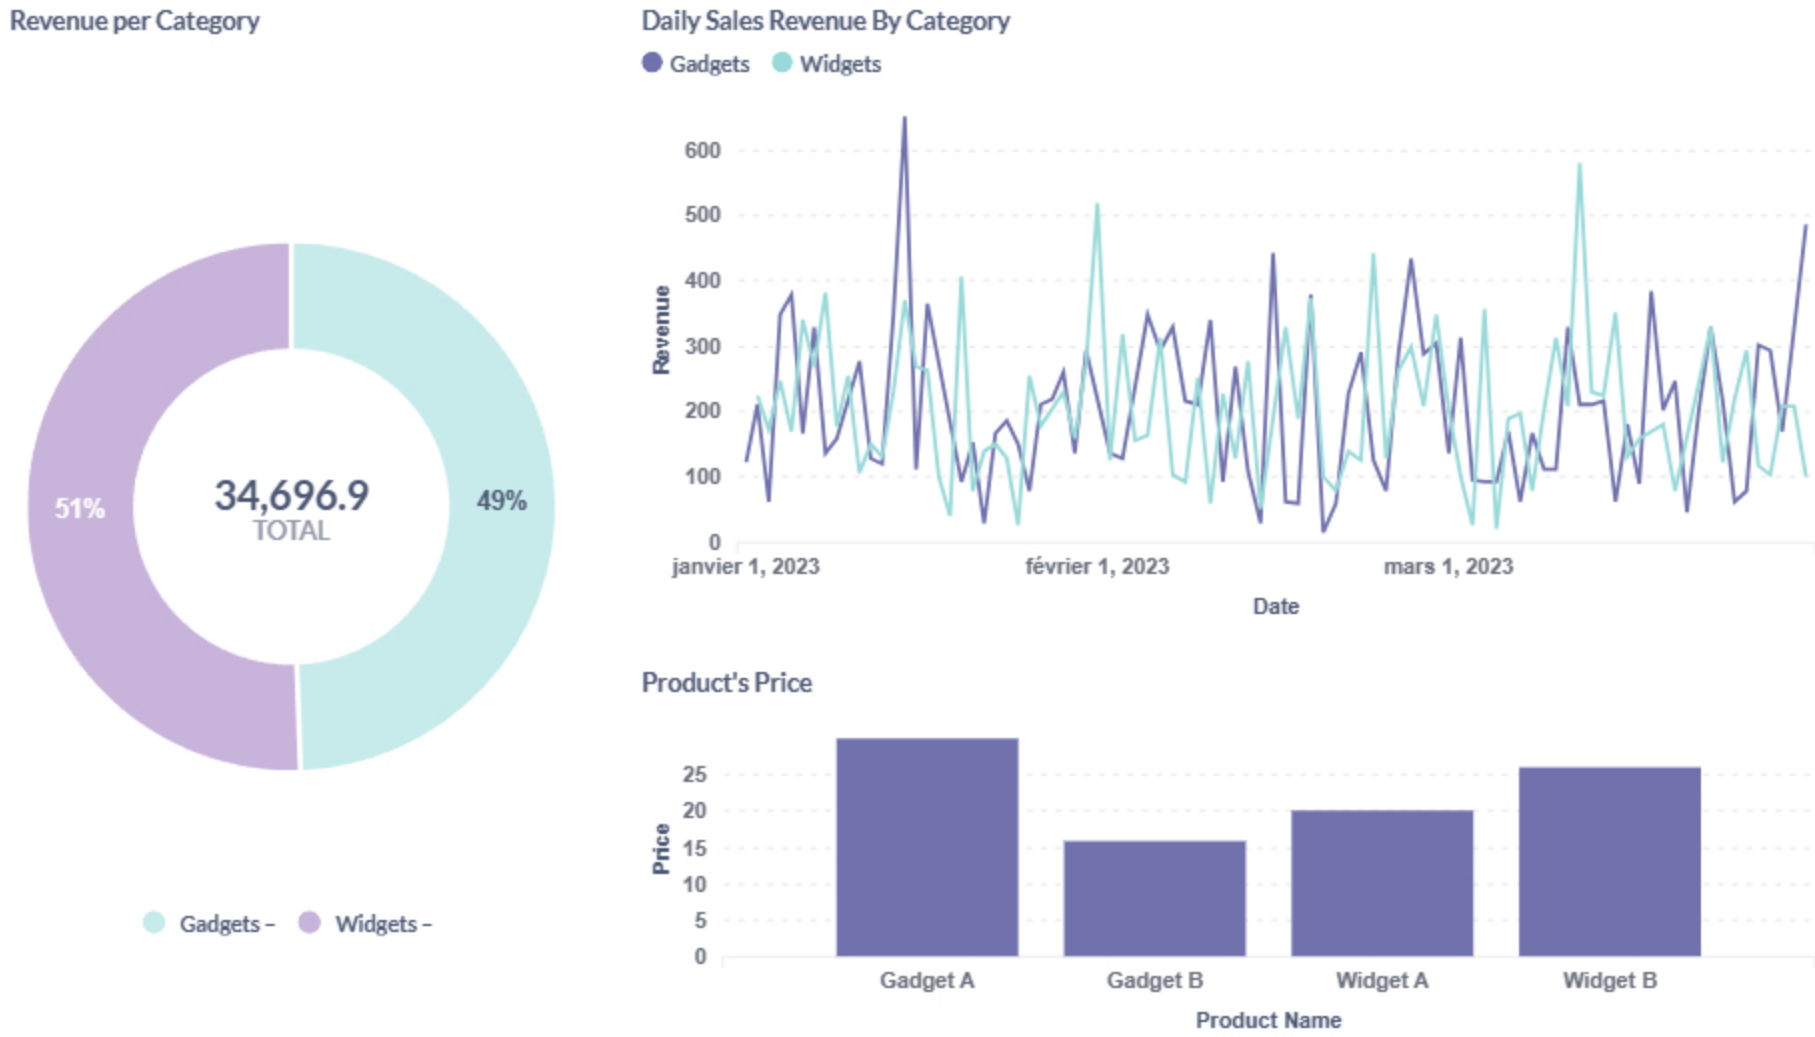 Revenue per Category
51%
34,696.9
TOTAL
49%
Gadgets – Widgets –
Daily Sales Revenue By Category
Gadgets Widgets
600
500
400
300
200
100
0
Revenue
janvier 1, 2023 février 1, 2023 mars 1, 2023
Date
Product's Price
25
20
15
10
5
0
Price
Gadget A Gadget B Widget A Widget B
Product Name